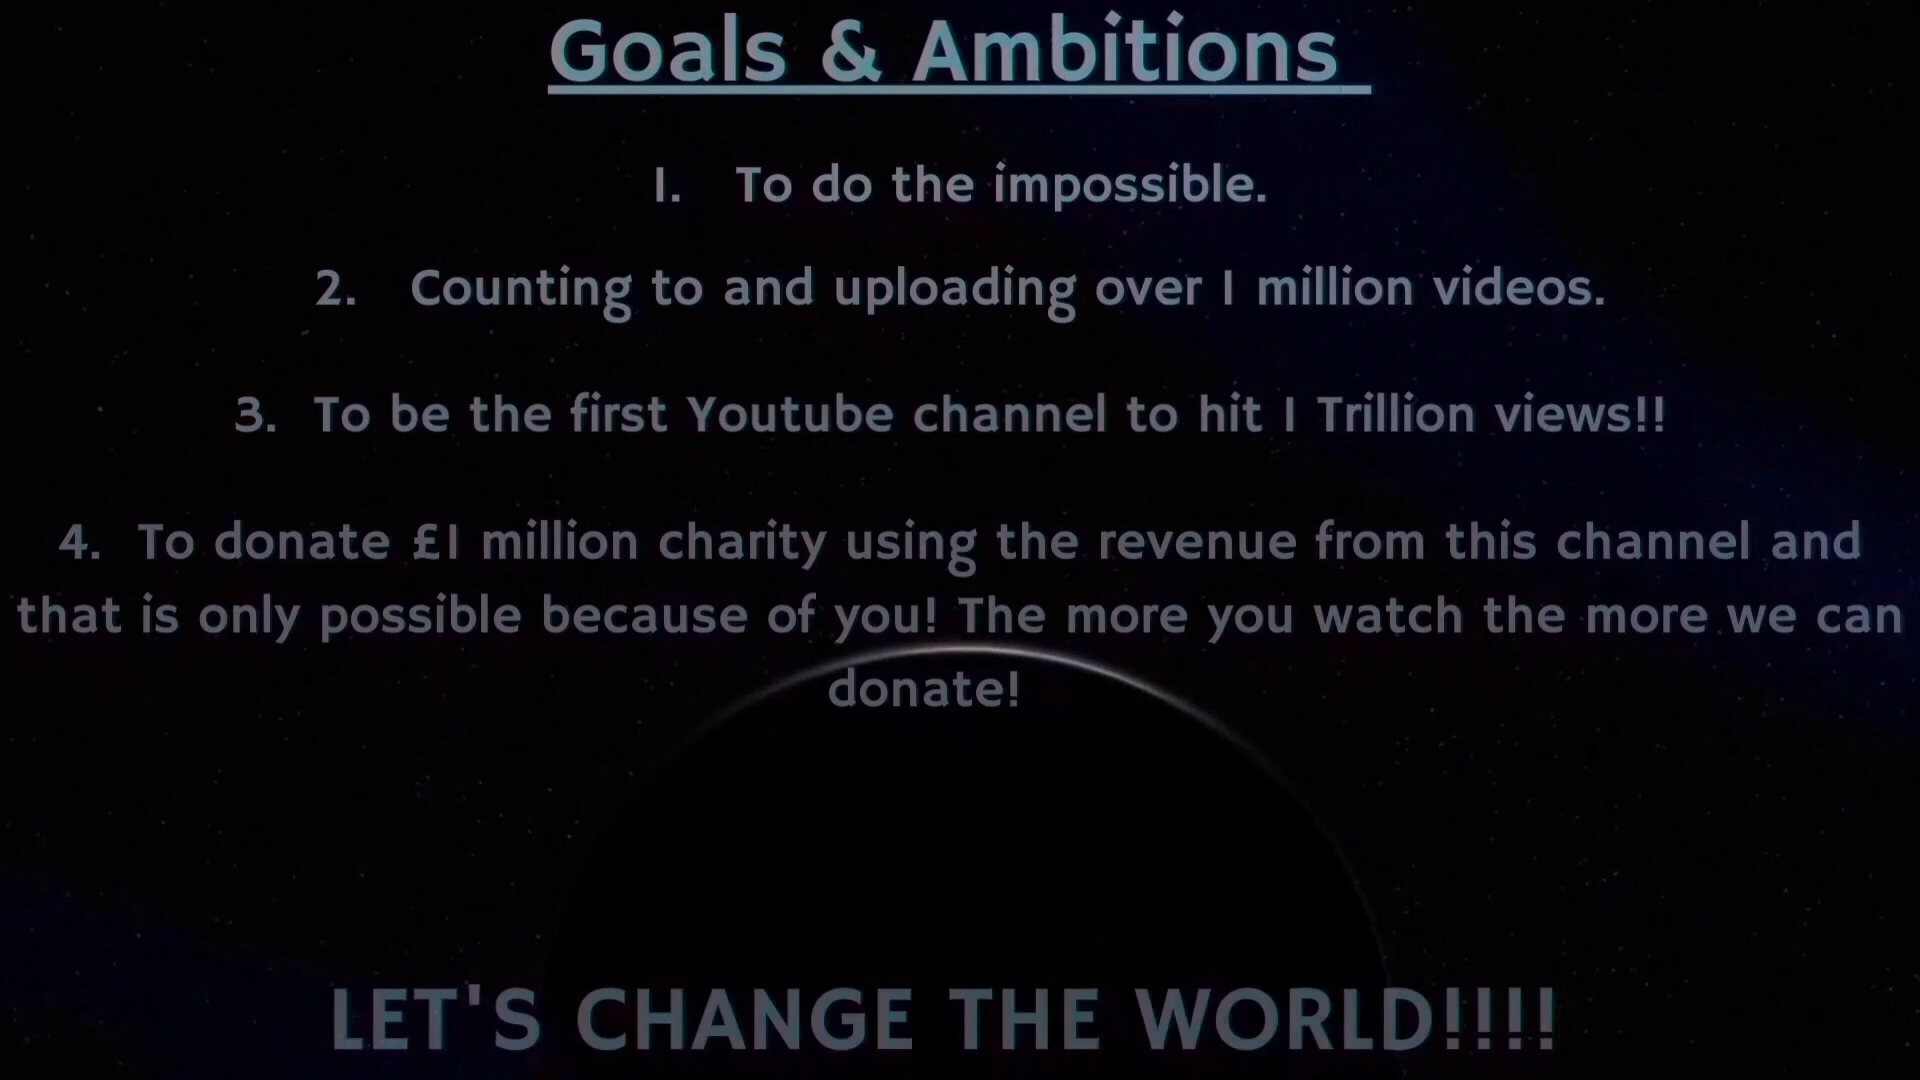 Goals & Ambitions
1. To do the impossible.
2. Counting to and uploading over 1 million videos.
3. To be the first Youtube channel to hit 1 Trillion views!!
4. To donate £1 million charity using the revenue from this channel and
that is only possible because of you! The more you watch the more we can
donate!
LET'S CHANGE THE WORLD!!!!